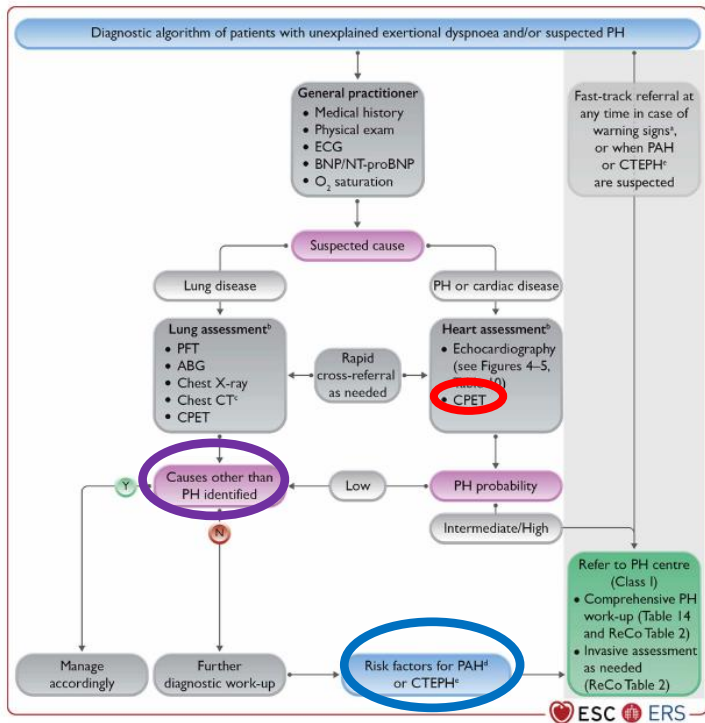 Diagnostic algorithm of patients with unexplained exertional dyspnoea and/or suspected PH
General practitioner
• Medical history
• Physical exam
• ECG
• BNP/NT-proBNP
• O₂ saturation
Fast-track referral at
any time in case of
warning signsᵃ,
or when PAH
or CTEPHᵉ
are suspected
Suspected cause
Lung disease
PH or cardiac disease
Lung assessmentᵇ
• PFT
• ABG
• Chest X-ray
• Chest CTᶜ
• CPET
Rapid
cross-referral
as needed
Heart assessmentᵇ
• Echocardiography
(see Figures 4–5,
10)
• CPET
Y
Causes other than
PH identified
Low
PH probability
N
Intermediate/High
Refer to PH centre
(Class I)
• Comprehensive PH
work-up (Table 14
and ReCo Table 2)
• Invasive assessment
as needed
(ReCo Table 2)
Manage
accordingly
Further
diagnostic work-up
Risk factors for PAHᵈ
or CTEPHᵉ
ESC ERS